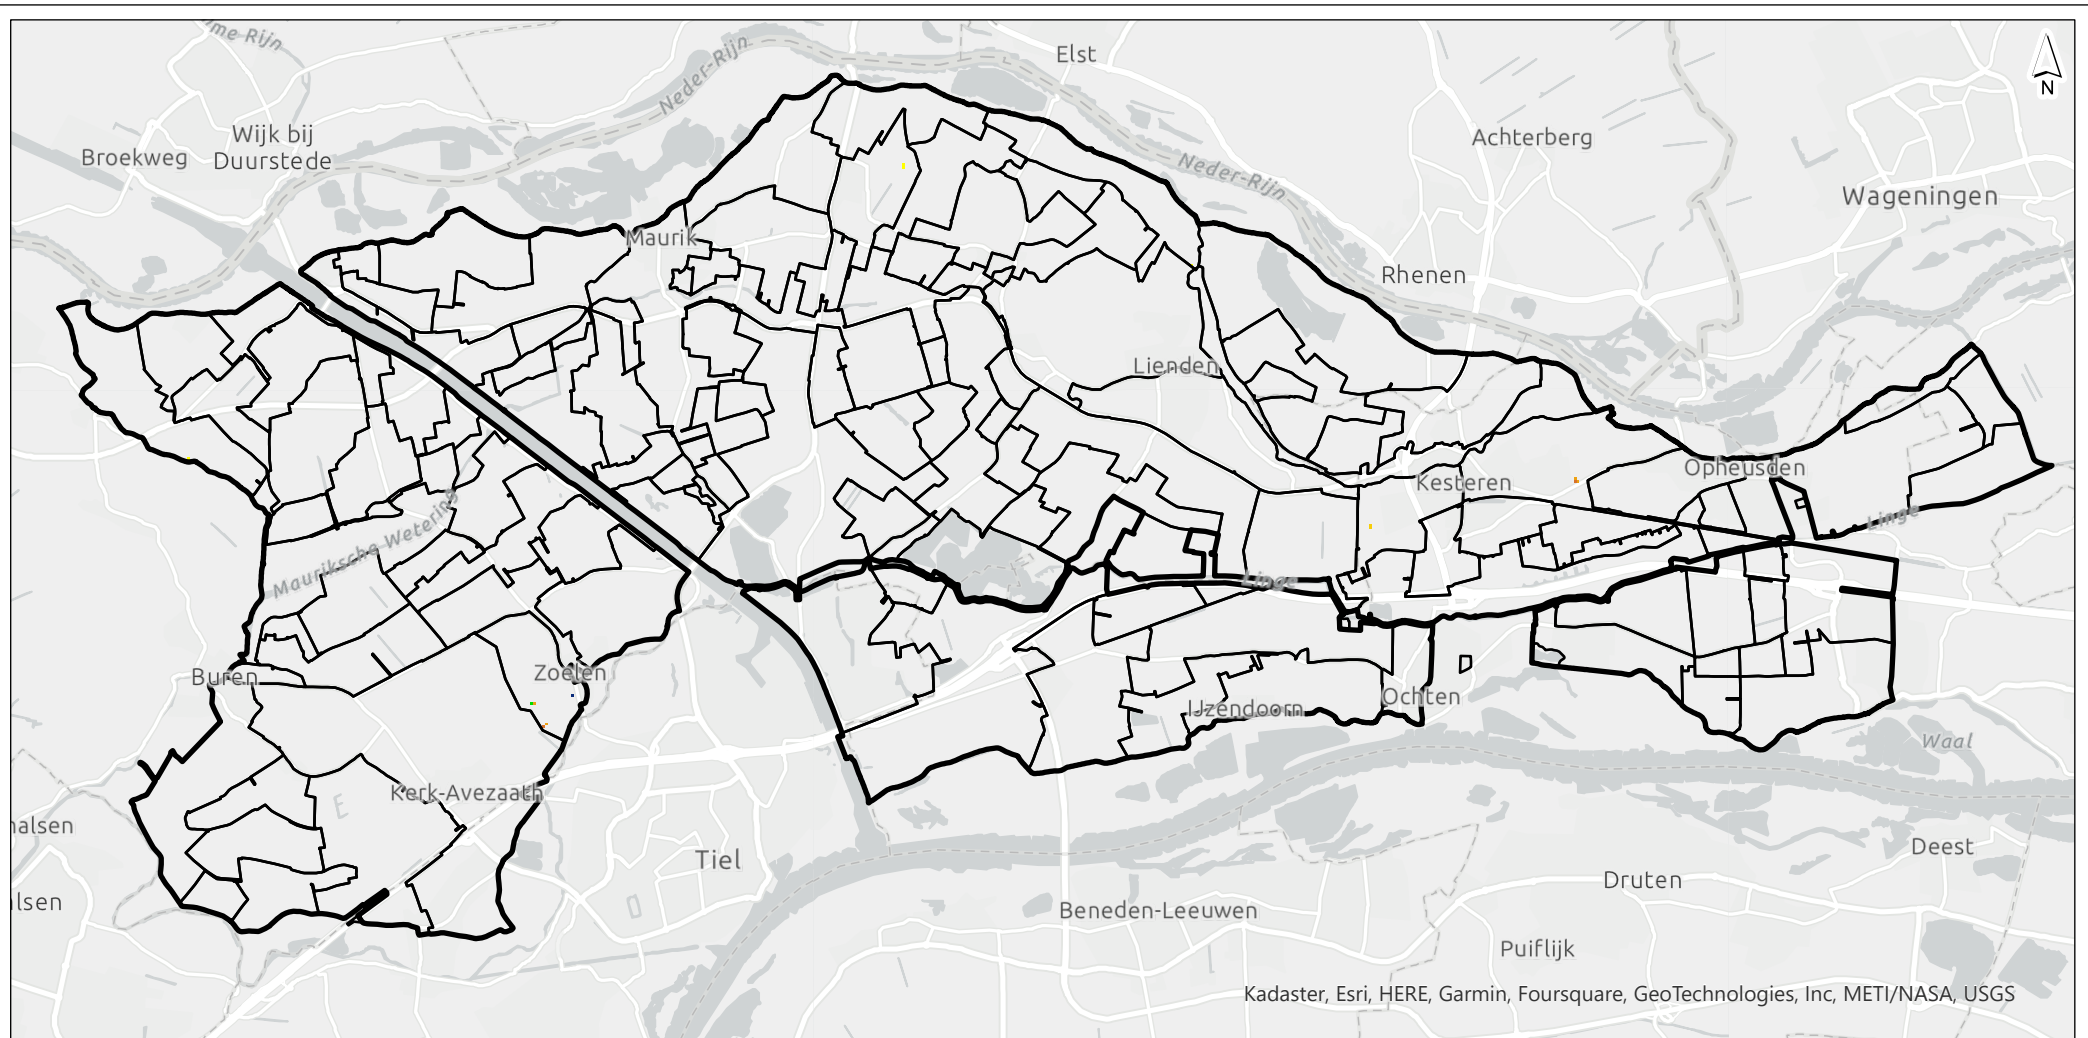 me Rijn
Neder-Rijn
Elst
N
Wijk bij
Duurstede
Broekweg
Achterberg
Neder-Rijn
Wageningen
Maurik
Rhenen
Lienden
Opheusden
Kesteren
Linge
Mauriksche Wetering
Linge
Buren
Zoelen
Ochten
IJzendoorn
Waal
Kerk-Avezaath
alsen
Tiel
Deest
Druten
lsen
Beneden-Leeuwen
Puiflijk
Kadaster, Esri, HERE, Garmin, Foursquare, GeoTechnologies, Inc, METI/NASA, USGS